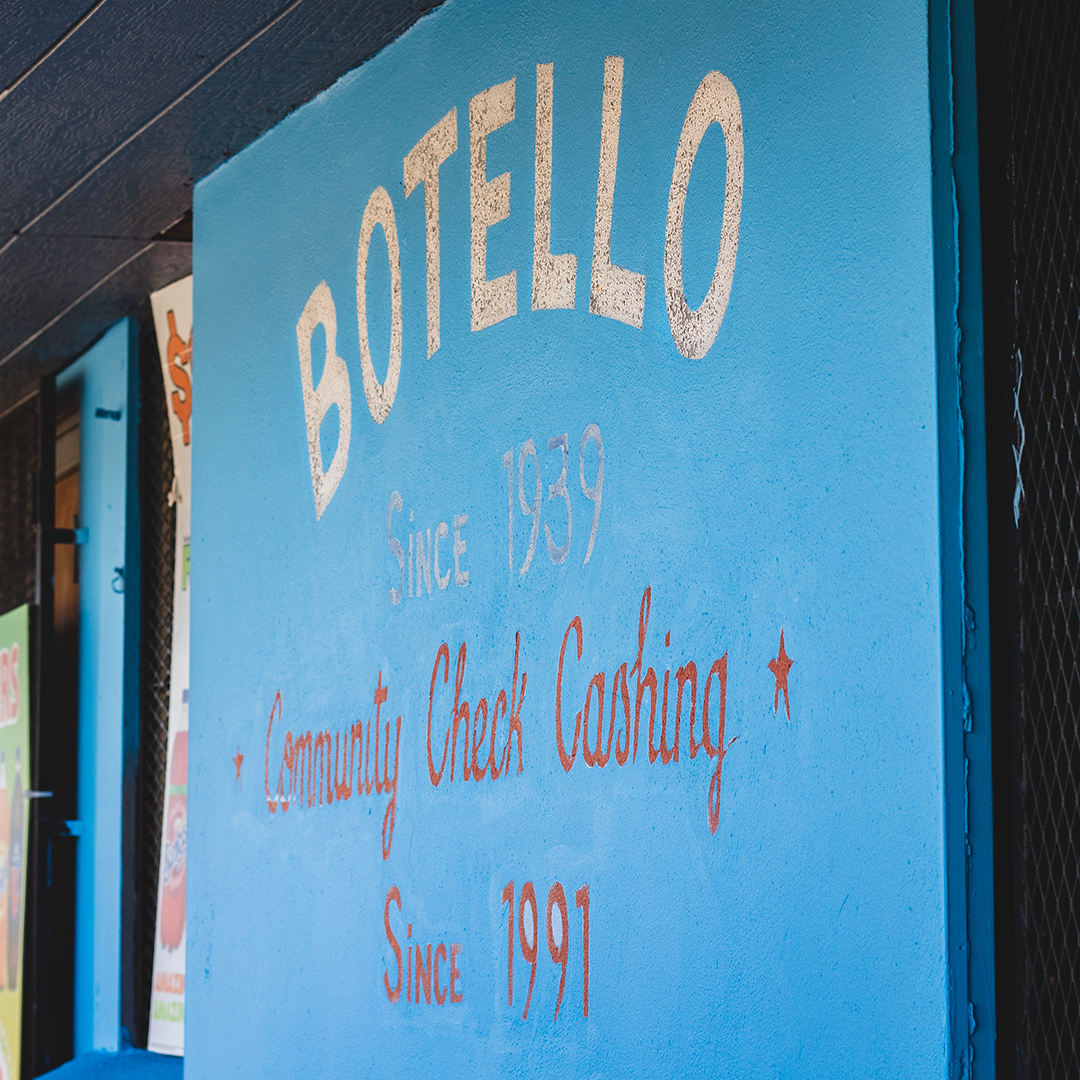 BOTELLO
SINCE 1939
Community Check Cashing
SINCE 1991
$